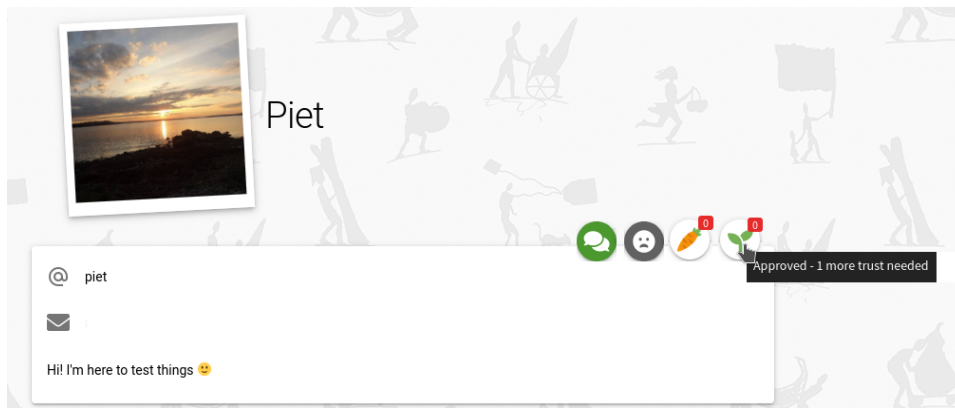 Piet
0
0
Approved - 1 more trust needed
@ piet
Hi! I'm here to test things 🙂